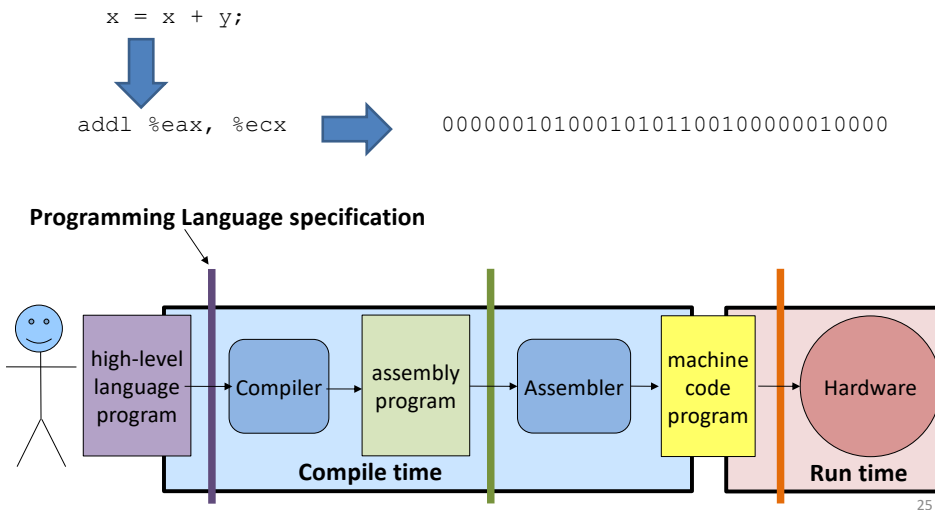 x = x + y;
addl %eax, %ecx
00000010100010101100100000010000
Programming Language specification
high-level
language
program
Compiler
assembly
program
Assembler
machine
code
program
Hardware
Compile time
Run time
25